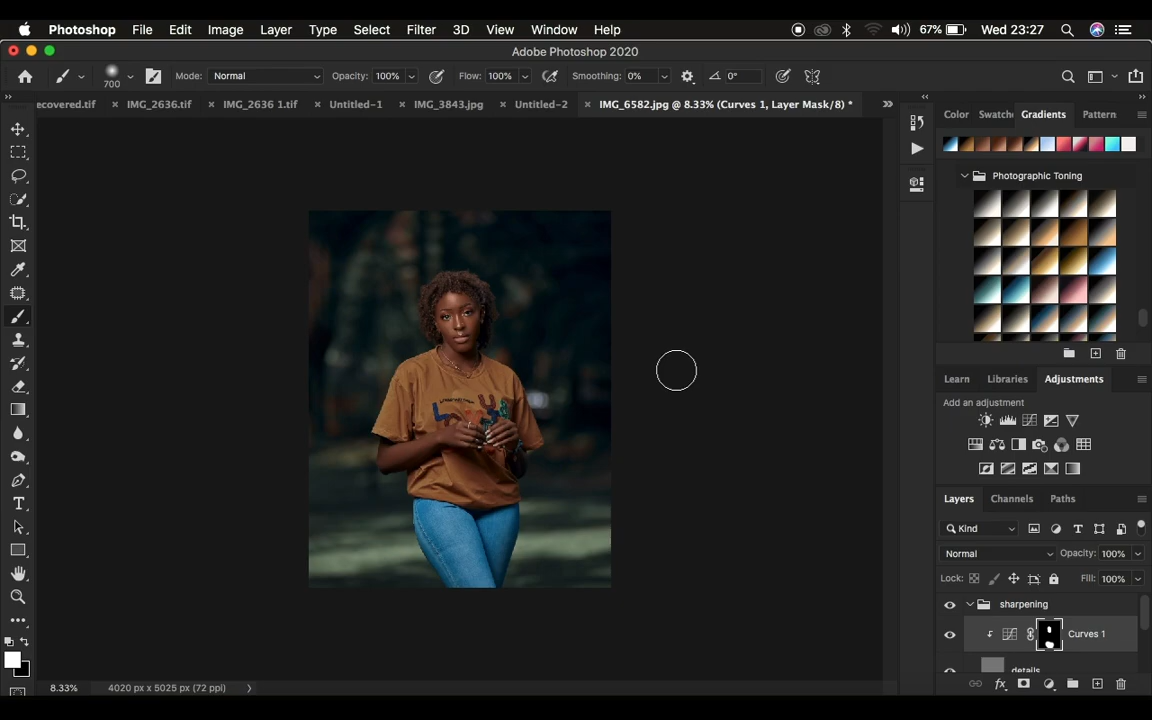 Photoshop File Edit Image Layer Type Select Filter 3D View Window Help 67% Wed 23:27
Adobe Photoshop 2020
700 Mode: Normal Opacity: 100% Flow: 100% Smoothing: 0% 0°
ecovered.tif × IMG_2636.tif × IMG_2636 1.tif × Untitled-1 × IMG_3843.jpg × Untitled-2 × IMG_6582.jpg @ 8.33% (Curves 1, Layer Mask/8) *
Color Swatch Gradients Pattern
Photographic Toning
Learn Libraries Adjustments
Add an adjustment
Layers Channels Paths
Kind
Normal Opacity: 100%
Lock: Fill: 100%
sharpening
Curves 1
details
8.33% 4020 px x 5025 px (72 ppi)